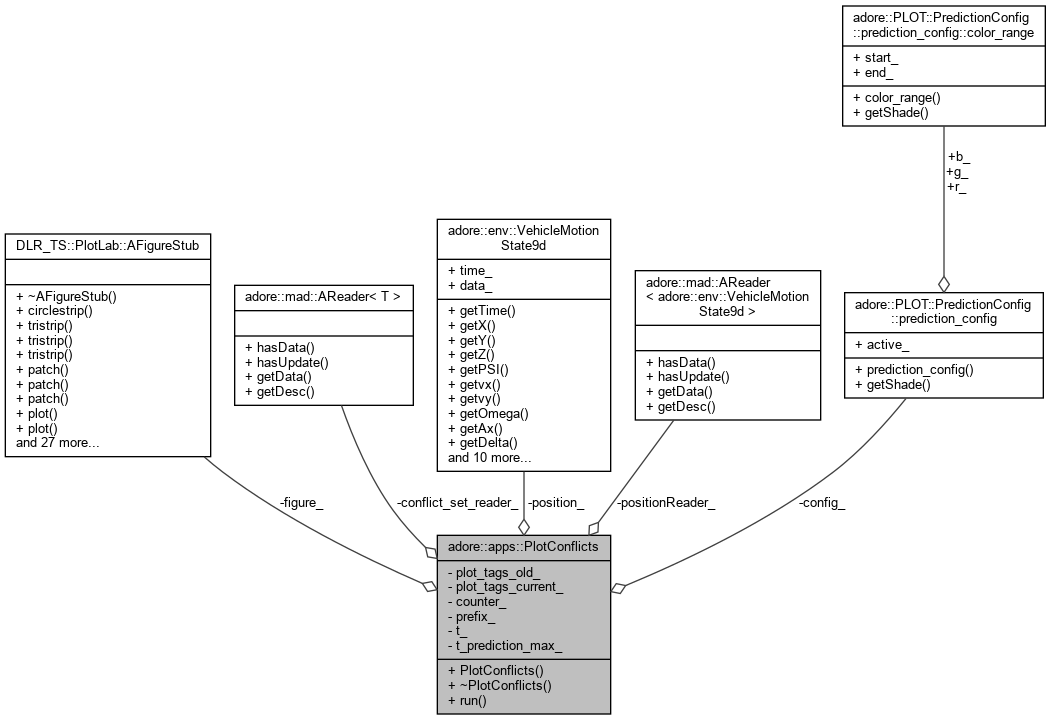 adore::PLOT::PredictionConfig
::prediction_config::color_range
+ start_
+ end_
+ color_range()
+ getShade()
+b_
+g_
+r_
DLR_TS::PlotLab::AFigureStub
+ ~AFigureStub()
+ circlestrip()
+ tristrip()
+ tristrip()
+ tristrip()
+ patch()
+ patch()
+ patch()
+ plot()
+ plot()
and 27 more...
adore::mad::AReader< T >
+ hasData()
+ hasUpdate()
+ getData()
+ getDesc()
adore::env::VehicleMotion
State9d
+ time_
+ data_
+ getTime()
+ getX()
+ getY()
+ getZ()
+ getPSI()
+ getvx()
+ getvy()
+ getOmega()
+ getAx()
+ getDelta()
and 10 more...
adore::mad::AReader
< adore::env::VehicleMotion
State9d >
+ hasData()
+ hasUpdate()
+ getData()
+ getDesc()
adore::PLOT::PredictionConfig
::prediction_config
+ active_
+ prediction_config()
+ getShade()
-figure_
-conflict_set_reader_
-position_
-positionReader_
-config_
adore::apps::PlotConflicts
- plot_tags_old_
- plot_tags_current_
- counter_
- prefix_
- t_
- t_prediction_max_
+ PlotConflicts()
+ ~PlotConflicts()
+ run()